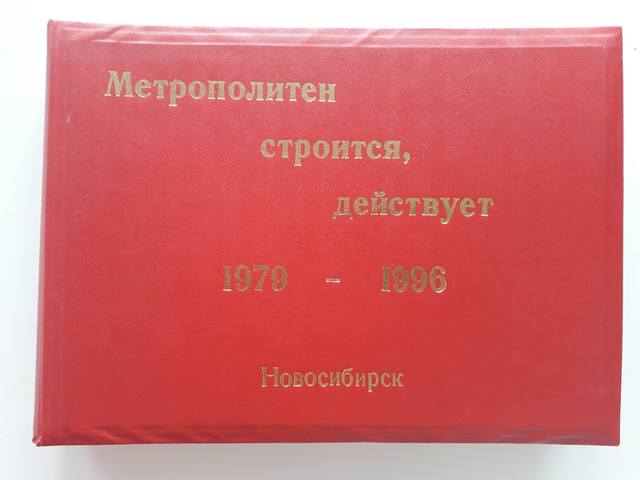 Метрополитен
строится,
действует
1979 - 1996
Новосибирск